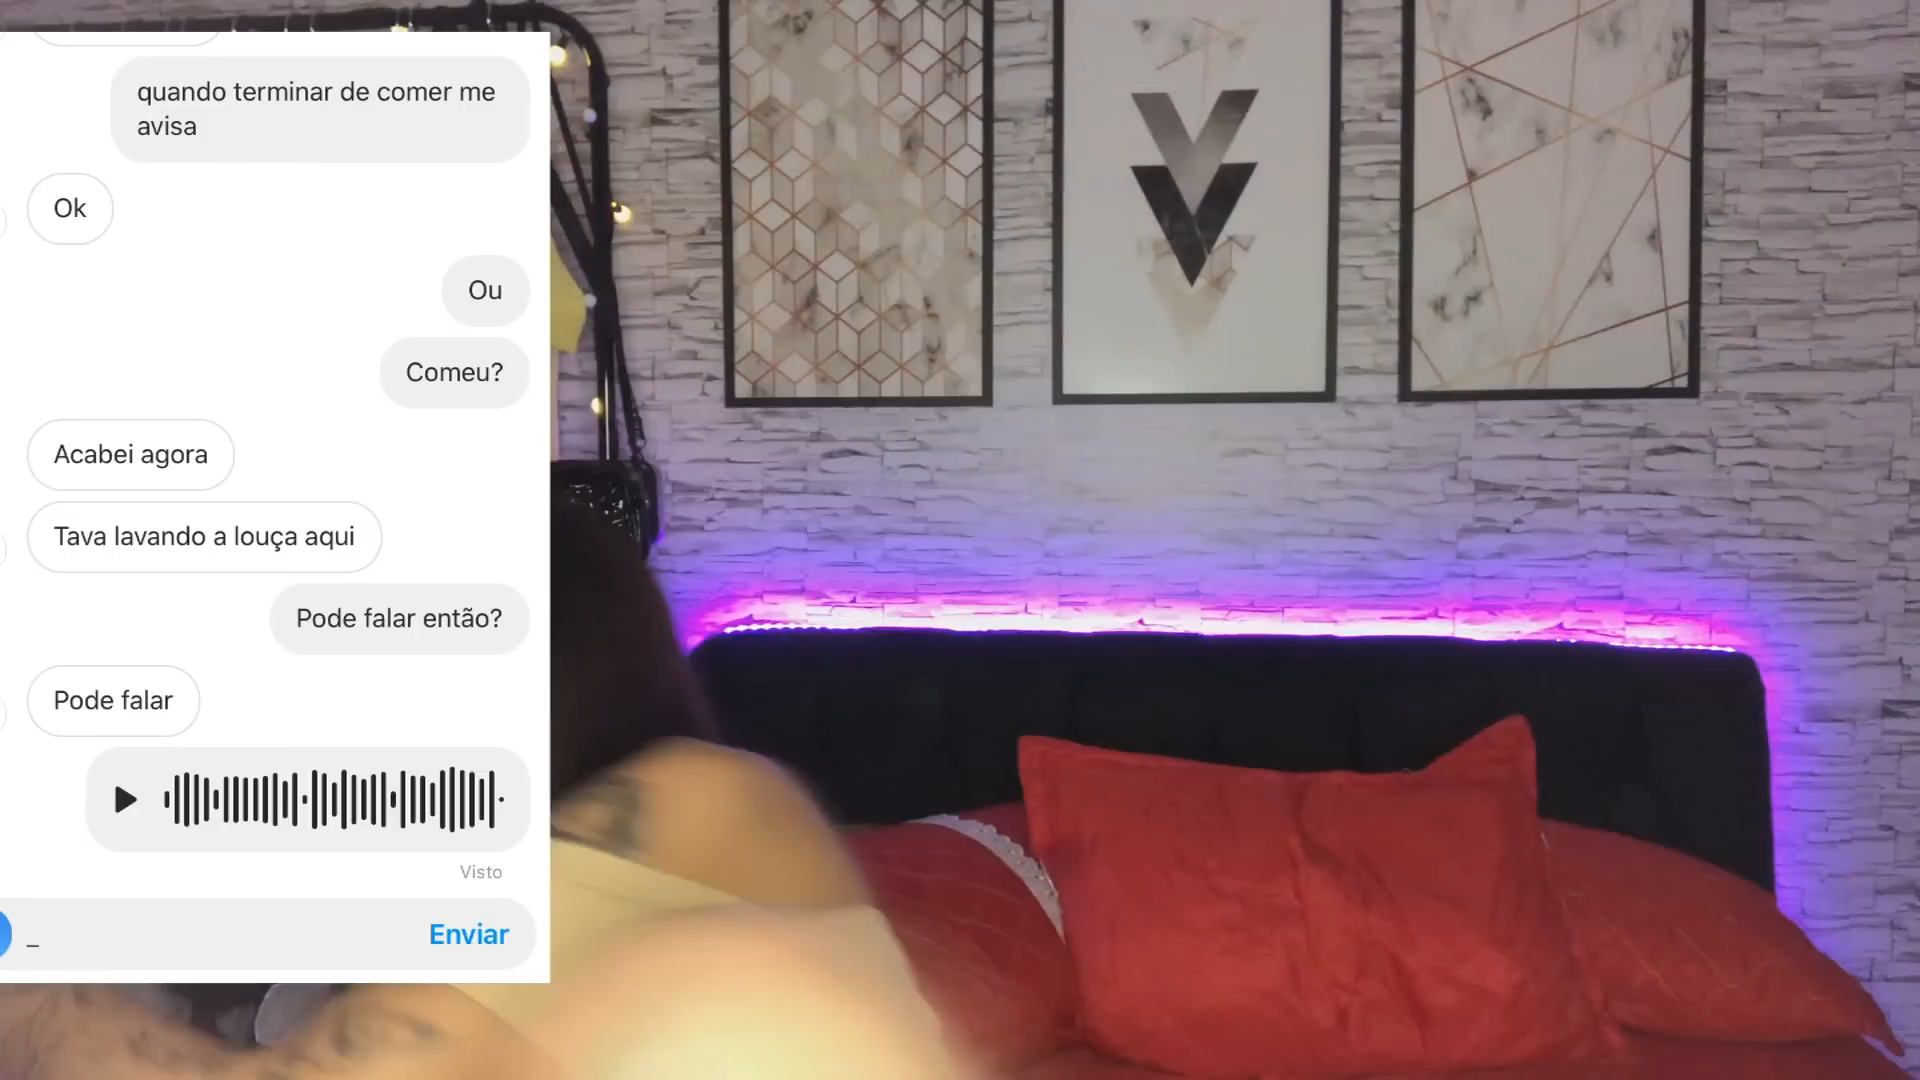 quando terminar de comer me
avisa
Ok
Ou
Comeu?
Acabei agora
Tava lavando a louça aqui
Pode falar então?
Pode falar
Visto
_
Enviar